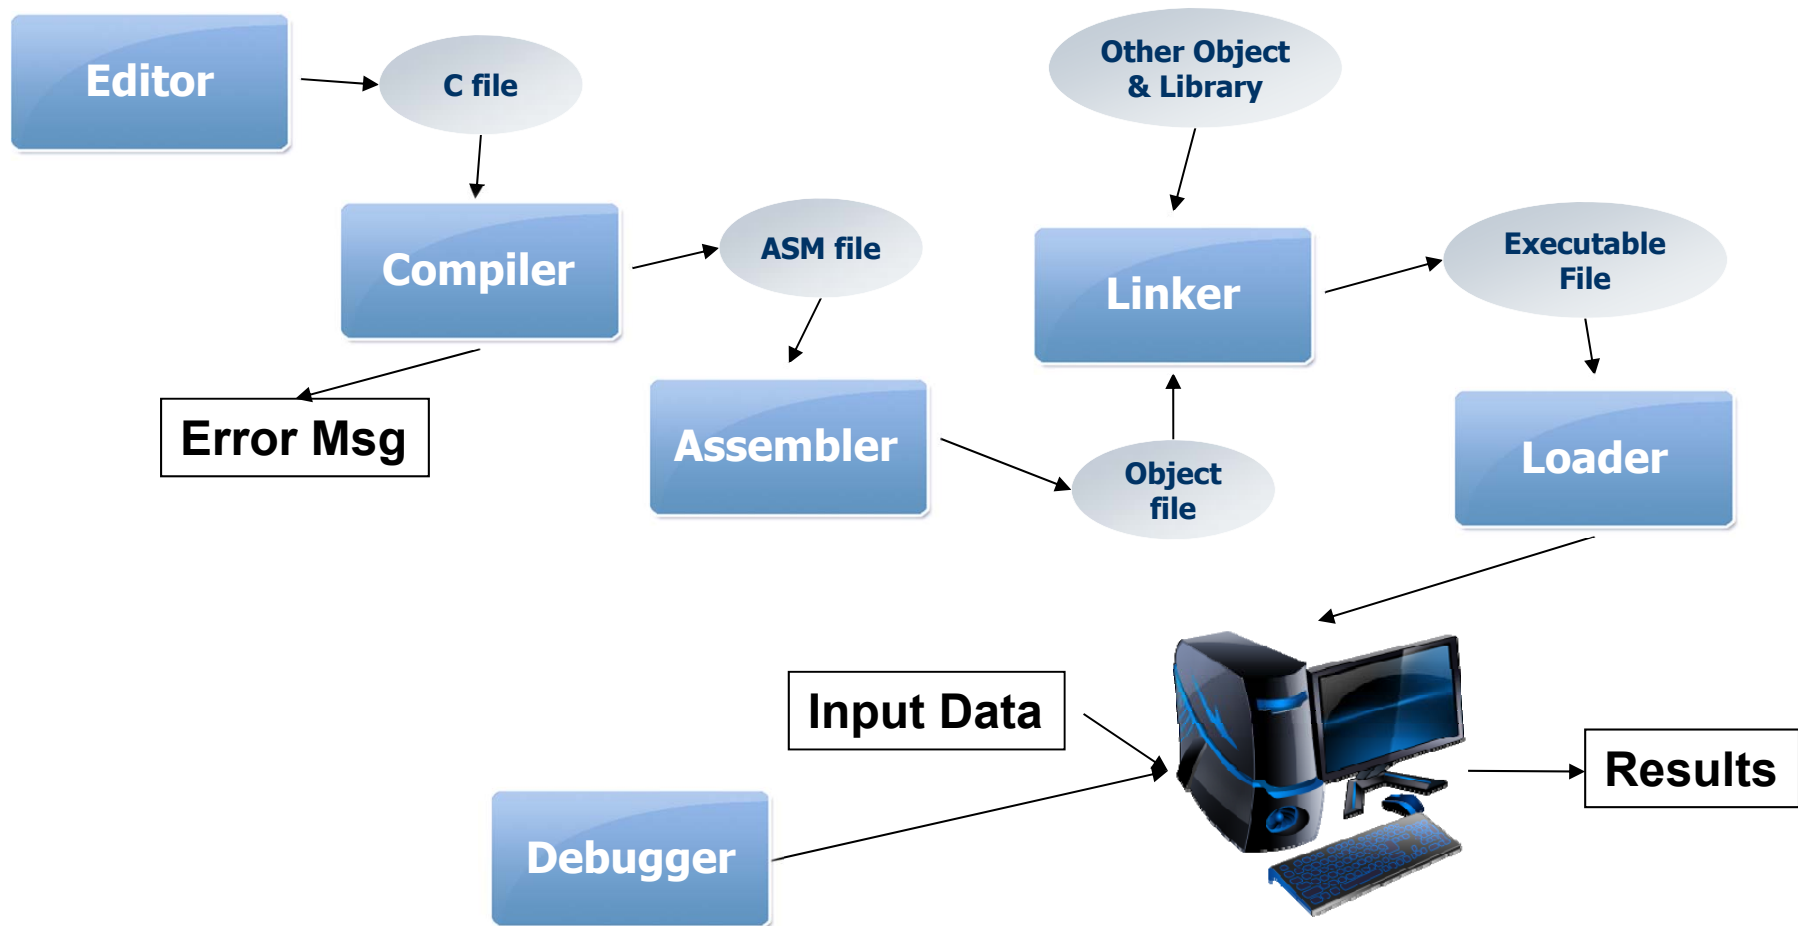 Editor
C file
Other Object
& Library
Compiler
ASM file
Linker
Executable
File
Error Msg
Assembler
Object
file
Loader
Input Data
Results
Debugger